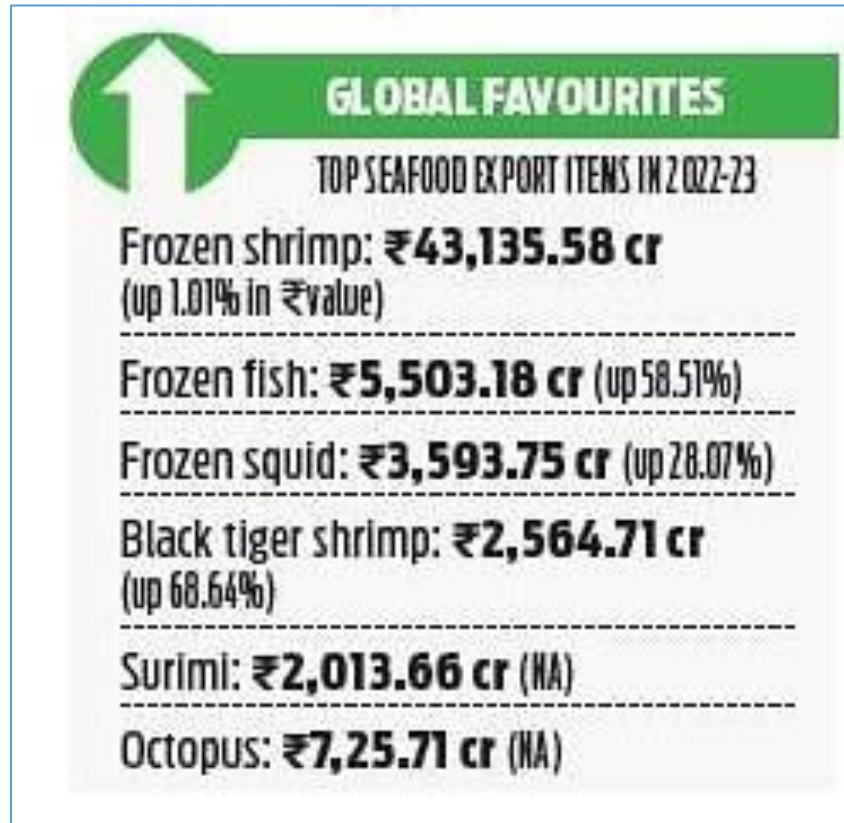 GLOBAL FAVOURITES
TOP SEAFOOD EXPORT ITENS IN 2022-23
Frozen shrimp: ₹43,135.58 cr
(up 1.01% in ₹value)
Frozen fish: ₹5,503.18 cr (up 58.51%)
Frozen squid: ₹3,593.75 cr (up 28.07%)
Black tiger shrimp: ₹2,564.71 cr
(up 68.64%)
Surimi: ₹2,013.66 cr (NA)
Octopus: ₹7,25.71 cr (NA)